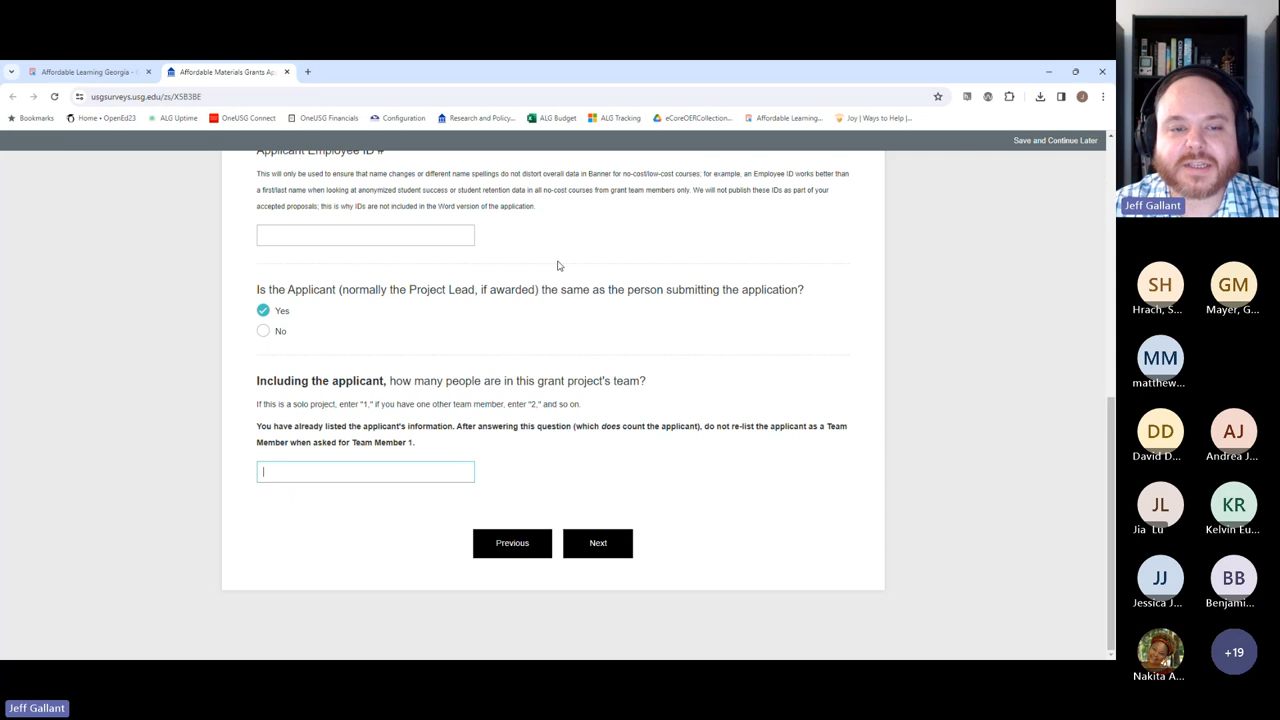 Affordable Learning Georgia -
Affordable Materials Grants Ap
usgsurveys.usg.edu/zs/X5B3BE
Bookmarks
Home • OpenEd23
ALG Uptime
OneUSG Connect
OneUSG Financials
Configuration
Research and Policy...
ALG Budget
ALG Tracking
eCoreOERCollection...
Affordable Learning...
Joy | Ways to Help |...
Save and Continue Later
Applicant Employee ID #
This will only be used to ensure that name changes or different name spellings do not distort overall data in Banner for no-cost/low-cost courses; for example, an Employee ID works better than
a first/last name when looking at anonymized student success or student retention data in all no-cost courses from grant team members only. We will not publish these IDs as part of your
accepted proposals; this is why IDs are not included in the Word version of the application.
Is the Applicant (normally the Project Lead, if awarded) the same as the person submitting the application?
Yes
No
Including the applicant, how many people are in this grant project's team?
If this is a solo project, enter "1," if you have one other team member, enter "2," and so on.
You have already listed the applicant's information. After answering this question (which does count the applicant), do not re-list the applicant as a Team
Member when asked for Team Member 1.
Previous
Next
Jeff Gallant
SH
GM
Hrach, S...
Mayer, G...
MM
matthew...
DD
AJ
David D...
Andrea J...
JL
KR
Jia Lu
Kelvin Eu...
JJ
BB
Jessica J...
Benjami...
+19
Nakita A...
Jeff Gallant